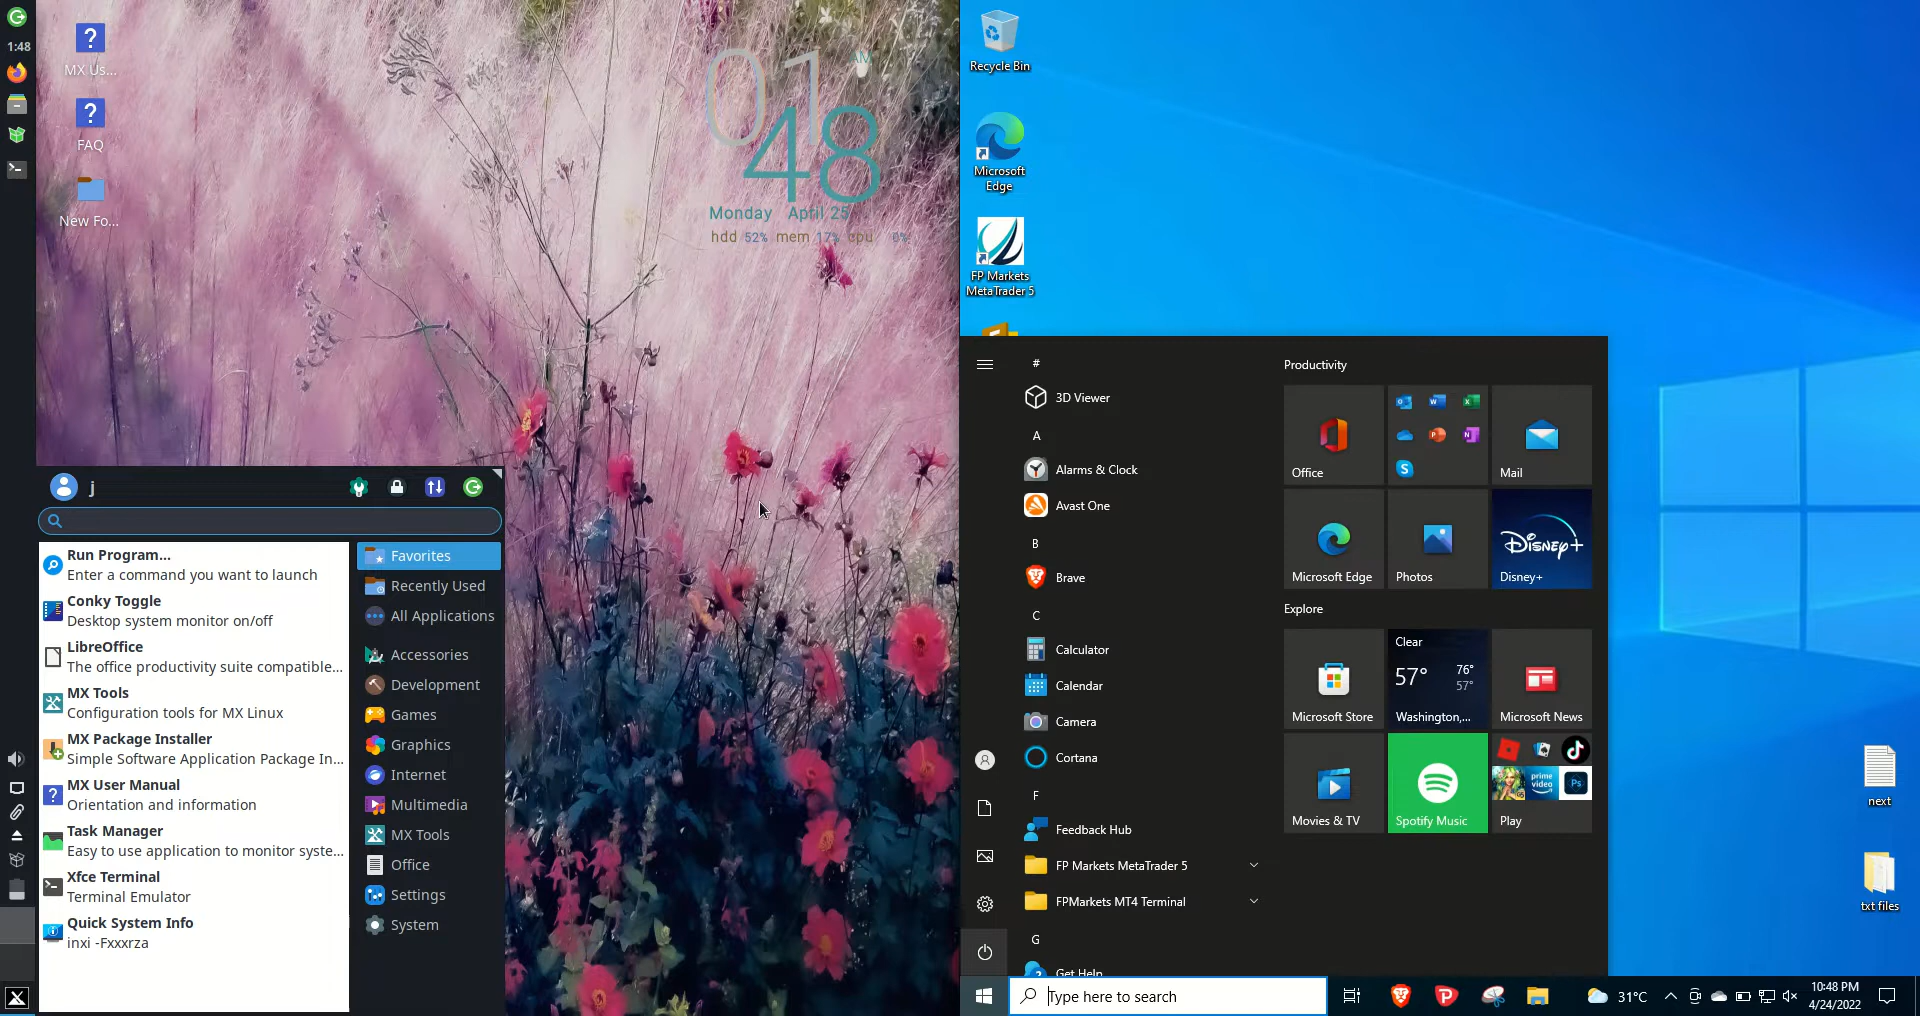 1:48
MX Us...
FAQ
New Fo...
01
AM
48
Monday April 25
hdd 52% mem 17% cpu 0%
j
Run Program...
Enter a command you want to launch
Conky Toggle
Desktop system monitor on/off
LibreOffice
The office productivity suite compatible...
MX Tools
Configuration tools for MX Linux
MX Package Installer
Simple Software Application Package In...
MX User Manual
Orientation and information
Task Manager
Easy to use application to monitor syste...
Xfce Terminal
Terminal Emulator
Quick System Info
inxi -Fxxxrza
Favorites
Recently Used
All Applications
Accessories
Development
Games
Graphics
Internet
Multimedia
MX Tools
Office
Settings
System
Recycle Bin
Microsoft
Edge
FP Markets
MetaTrader 5
#
3D Viewer
A
Alarms & Clock
Avast One
B
Brave
C
Calculator
Calendar
Camera
Cortana
F
Feedback Hub
FP Markets MetaTrader 5
FPMarkets MT4 Terminal
G
Get Help
Productivity
Office
Mail
Microsoft Edge
Photos
Disney+
Disney+
Explore
Microsoft Store
Clear
57° 76°
57°
Washington,...
Microsoft News
Movies & TV
Spotify Music
prime
video
Ps
Play
next
txt files
Type here to search
31°C
10:48 PM
4/24/2022